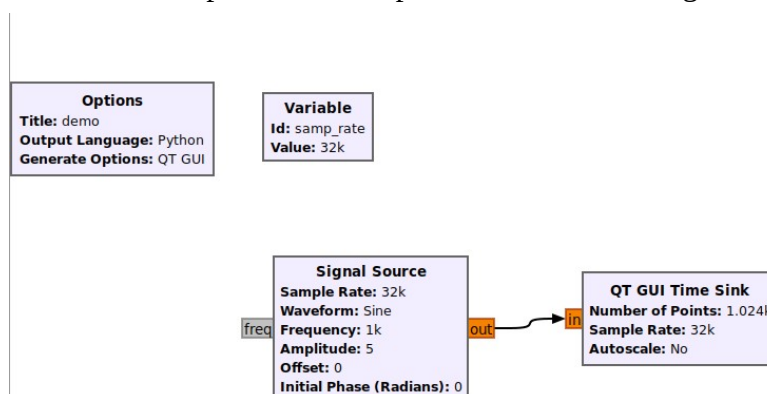 Options
Title: demo
Output Language: Python
Generate Options: QT GUI
Variable
Id: samp_rate
Value: 32k
Signal Source
Sample Rate: 32k
Waveform: Sine
Frequency: 1k
Amplitude: 5
Offset: 0
Initial Phase (Radians): 0
freq
out
in
QT GUI Time Sink
Number of Points: 1.024k
Sample Rate: 32k
Autoscale: No